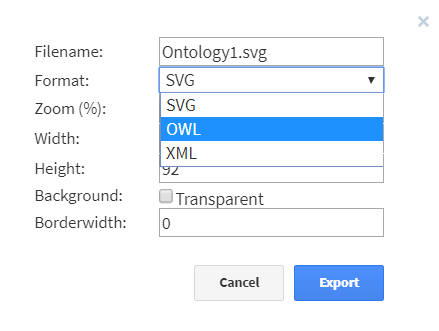 ×
Filename: Ontology1.svg
Format: SVG
Zoom (%): SVG
OWL
Width:
XML
Height: 92
Background: Transparent
Borderwidth: 0
Cancel Export